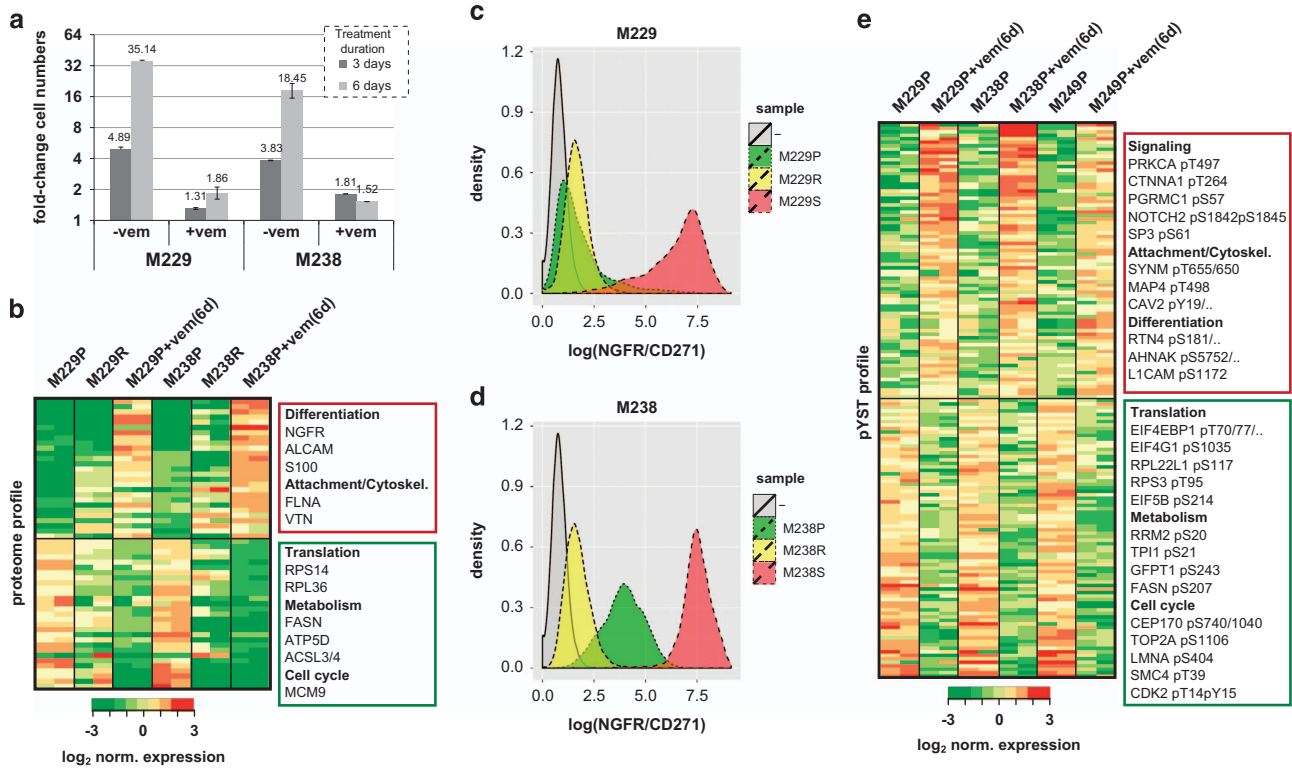 a
64
32
16
8
4
2
1
fold-change cell numbers
4.89
35.14
1.31
1.86
3.83
18.45
1.81
1.52
Treatment
duration
3 days
6 days
-vem
+vem
-vem
+vem
M229
M238
b
M229P
M229R
M229P+vem(6d)
M238P
M238R
M238P+vem(6d)
proteome profile
Differentiation
NGFR
ALCAM
S100
Attachment/Cytoskel.
FLNA
VTN
Translation
RPS14
RPL36
Metabolism
FASN
ATP5D
ACSL3/4
Cell cycle
MCM9
-3
0
3
log2 norm. expression
c
M229
1.2
0.9
0.6
0.3
0.0
density
0.0
2.5
5.0
7.5
log(NGFR/CD271)
sample
–
M229P
M229R
M229S
d
M238
1.2
0.9
0.6
0.3
0.0
density
0.0
2.5
5.0
7.5
log(NGFR/CD271)
sample
–
M238P
M238R
M238S
e
M229P
M229P+vem(6d)
M238P
M238P+vem(6d)
M249P
M249P+vem(6d)
pYST profile
Signaling
PRKCA pT497
CTNNA1 pT264
PGRMC1 pS57
NOTCH2 pS1842pS1845
SP3 pS61
Attachment/Cytoskel.
SYNM pT655/650
MAP4 pT498
CAV2 pY19/..
Differentiation
RTN4 pS181/..
AHNAK pS5752/..
L1CAM pS1172
Translation
EIF4EBP1 pT70/77/..
EIF4G1 pS1035
RPL22L1 pS117
RPS3 pT95
EIF5B pS214
Metabolism
RRM2 pS20
TPI1 pS21
GFPT1 pS243
FASN pS207
Cell cycle
CEP170 pS740/1040
TOP2A pS1106
LMNA pS404
SMC4 pT39
CDK2 pT14pY15
-3
0
3
log2 norm. expression